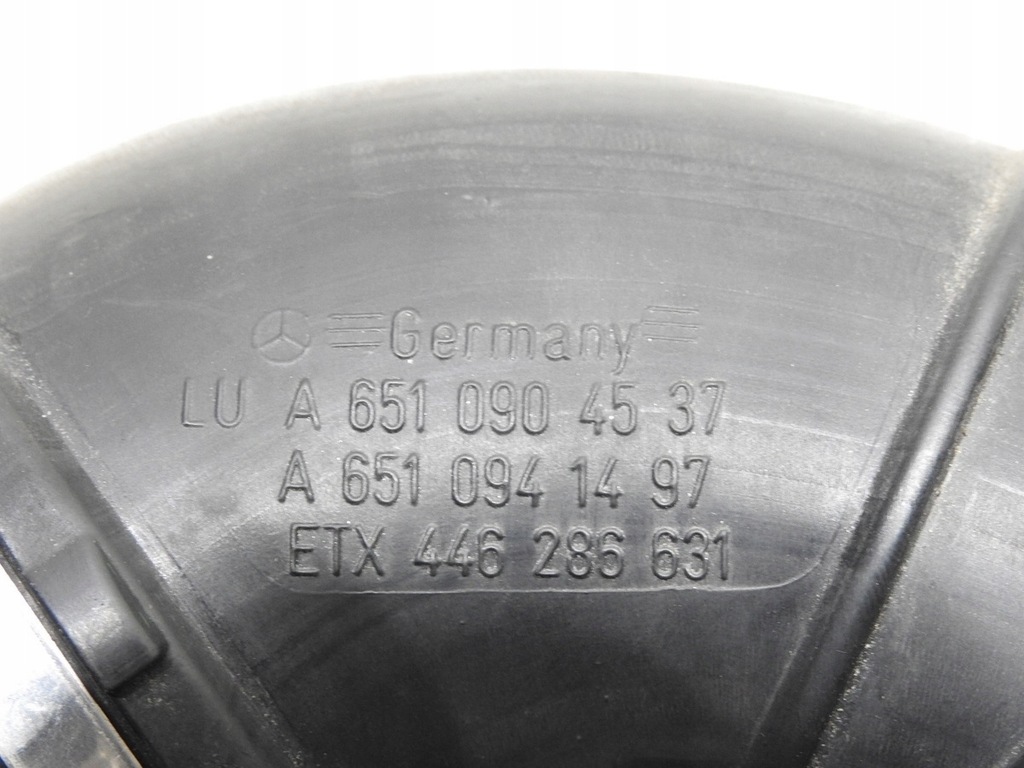 Germany
LU A 651 090 45 37
A 651 094 14 97
ETX 446 286 631